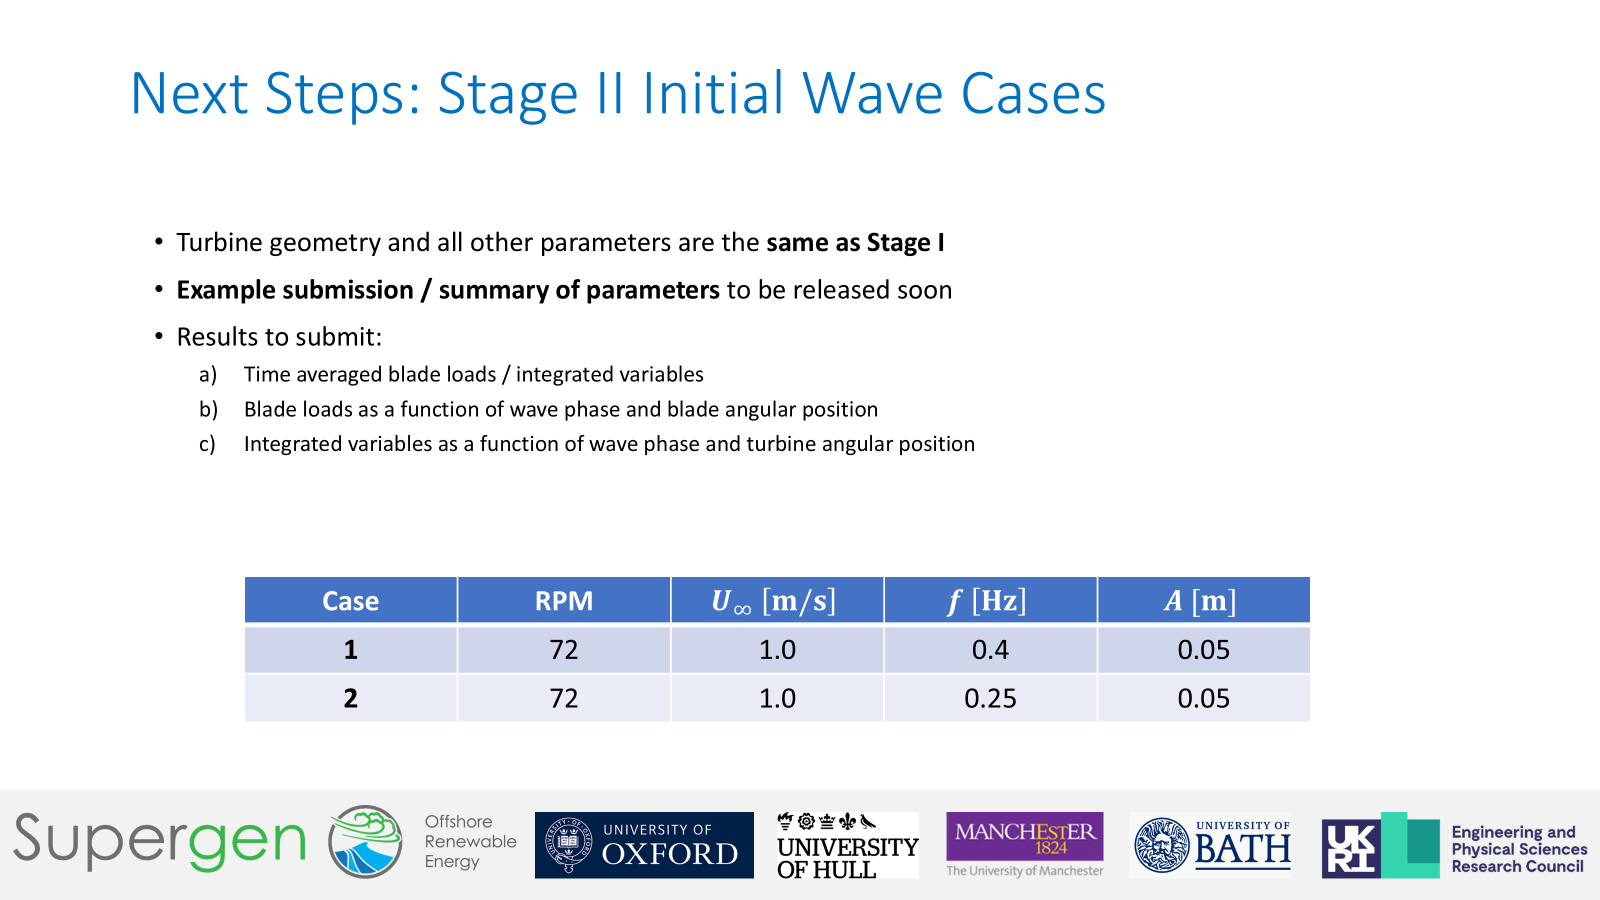 Next Steps: Stage II Initial Wave Cases
• Turbine geometry and all other parameters are the same as Stage I
• Example submission / summary of parameters to be released soon
• Results to submit:
a) Time averaged blade loads / integrated variables
b) Blade loads as a function of wave phase and blade angular position
c) Integrated variables as a function of wave phase and turbine angular position
Case RPM U∞ [m/s] f [Hz] A [m]
1 72 1.0 0.4 0.05
2 72 1.0 0.25 0.05
Supergen
Offshore
Renewable
Energy
UNIVERSITY OF
OXFORD
UNIVERSITY
OF HULL
MANCHESTER
1824
The University of Manchester
UNIVERSITY OF
BATH
UK
RI
Engineering and
Physical Sciences
Research Council